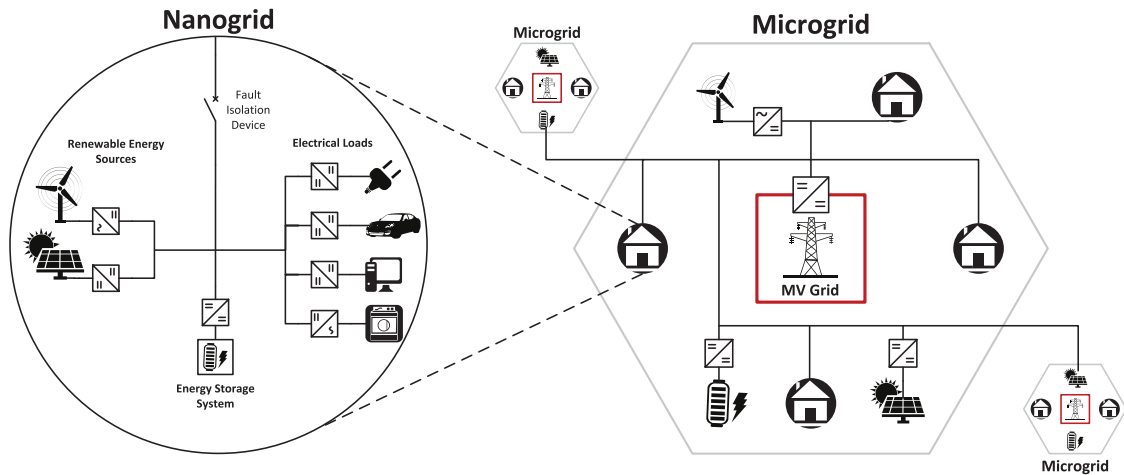 Nanogrid
Microgrid
Microgrid
Fault
Isolation
Device
Renewable Energy
Sources
Electrical Loads
MV Grid
Energy Storage
System
Microgrid